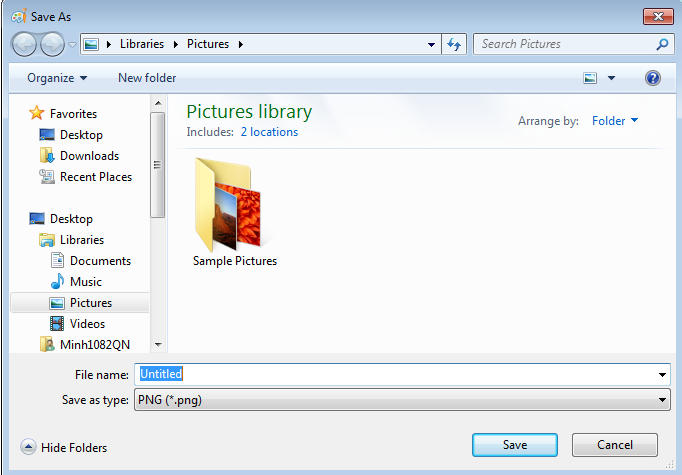 Save As
Libraries Pictures
Search Pictures
Organize New folder
Favorites
Desktop
Downloads
Recent Places
Desktop
Libraries
Documents
Music
Pictures
Videos
Minh1082QN
Pictures library
Includes: 2 locations
Arrange by: Folder
Sample Pictures
File name: Untitled
Save as type: PNG (*.png)
Hide Folders
Save Cancel